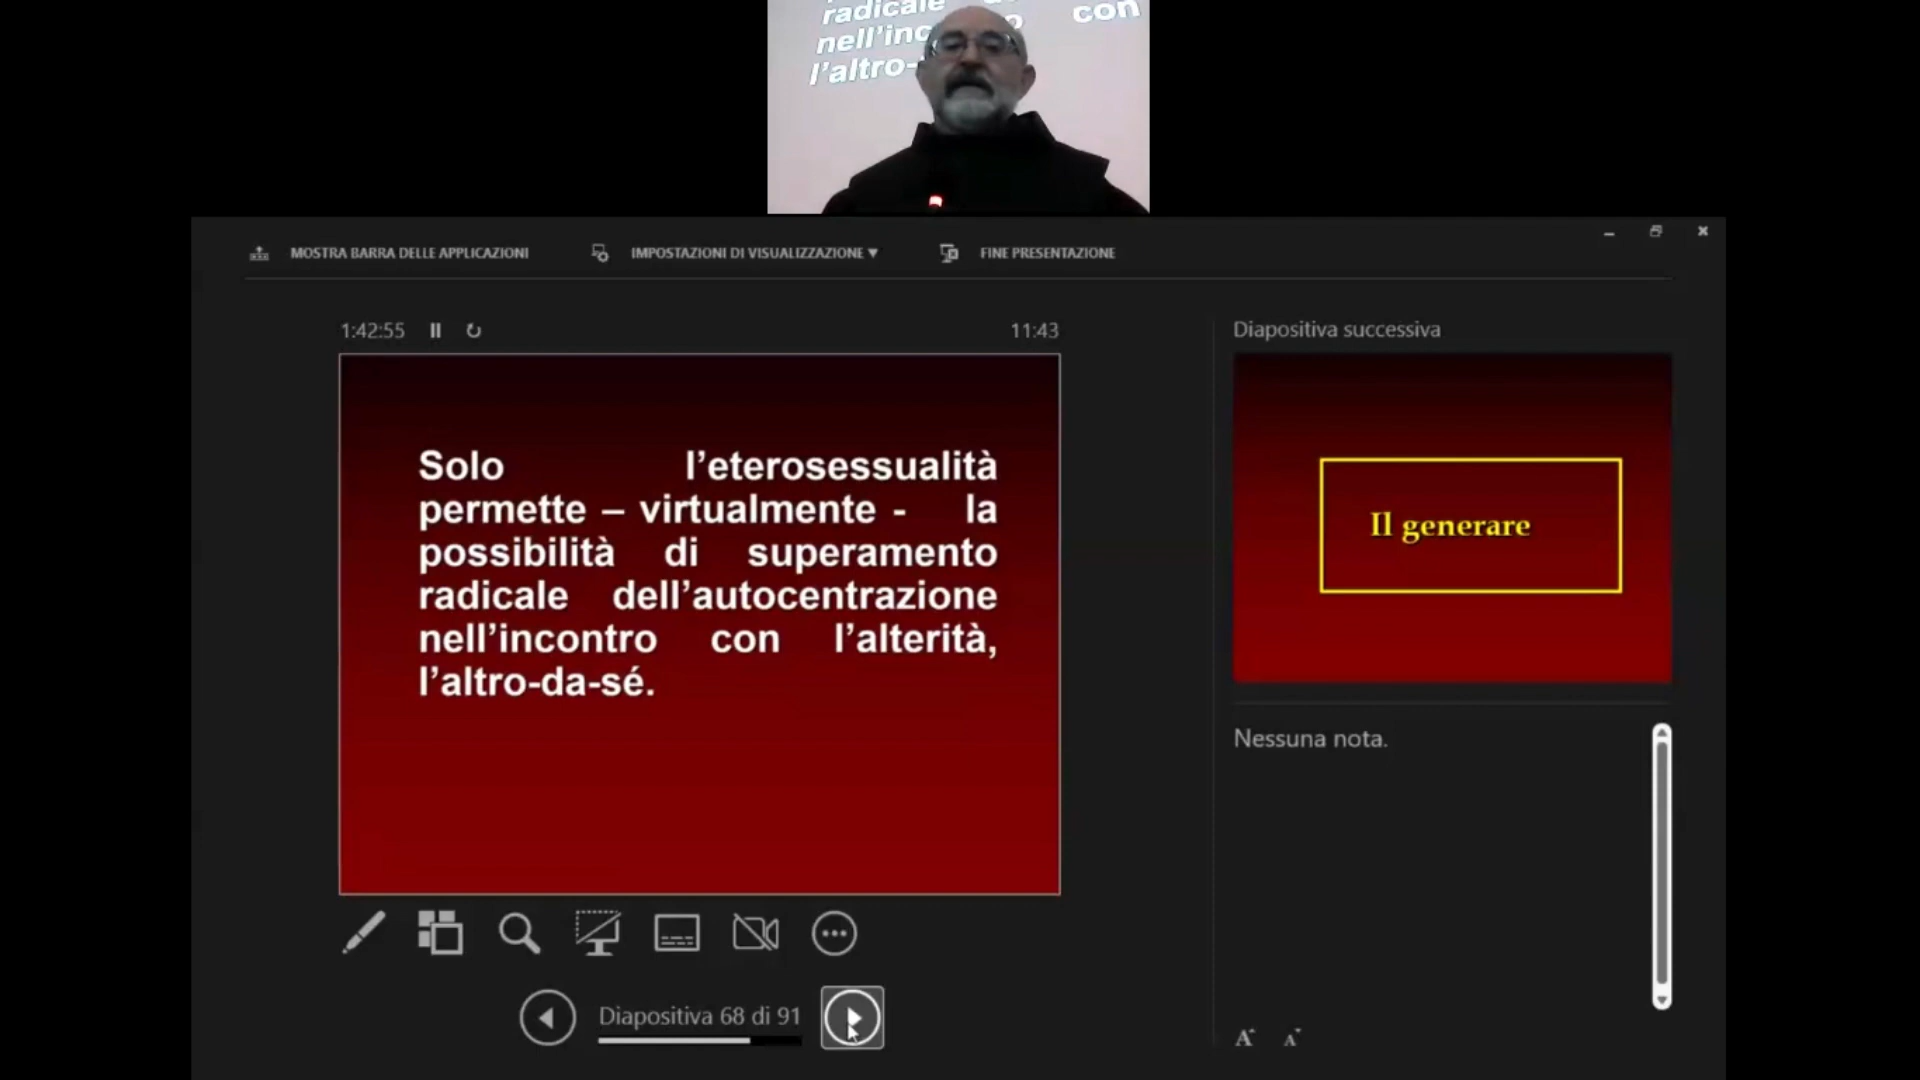 radicale
nell'inc o con
l'altro-
MOSTRA BARRA DELLE APPLICAZIONI
IMPOSTAZIONI DI VISUALIZZAZIONE ▼
FINE PRESENTAZIONE
1:42:55
11:43
Solo l'eterosessualità
permette – virtualmente - la
possibilità di superamento
radicale dell'autocentrazione
nell'incontro con l'alterità,
l'altro-da-sé.
Diapositiva 68 di 91
Diapositiva successiva
Il generare
Nessuna nota.
A A